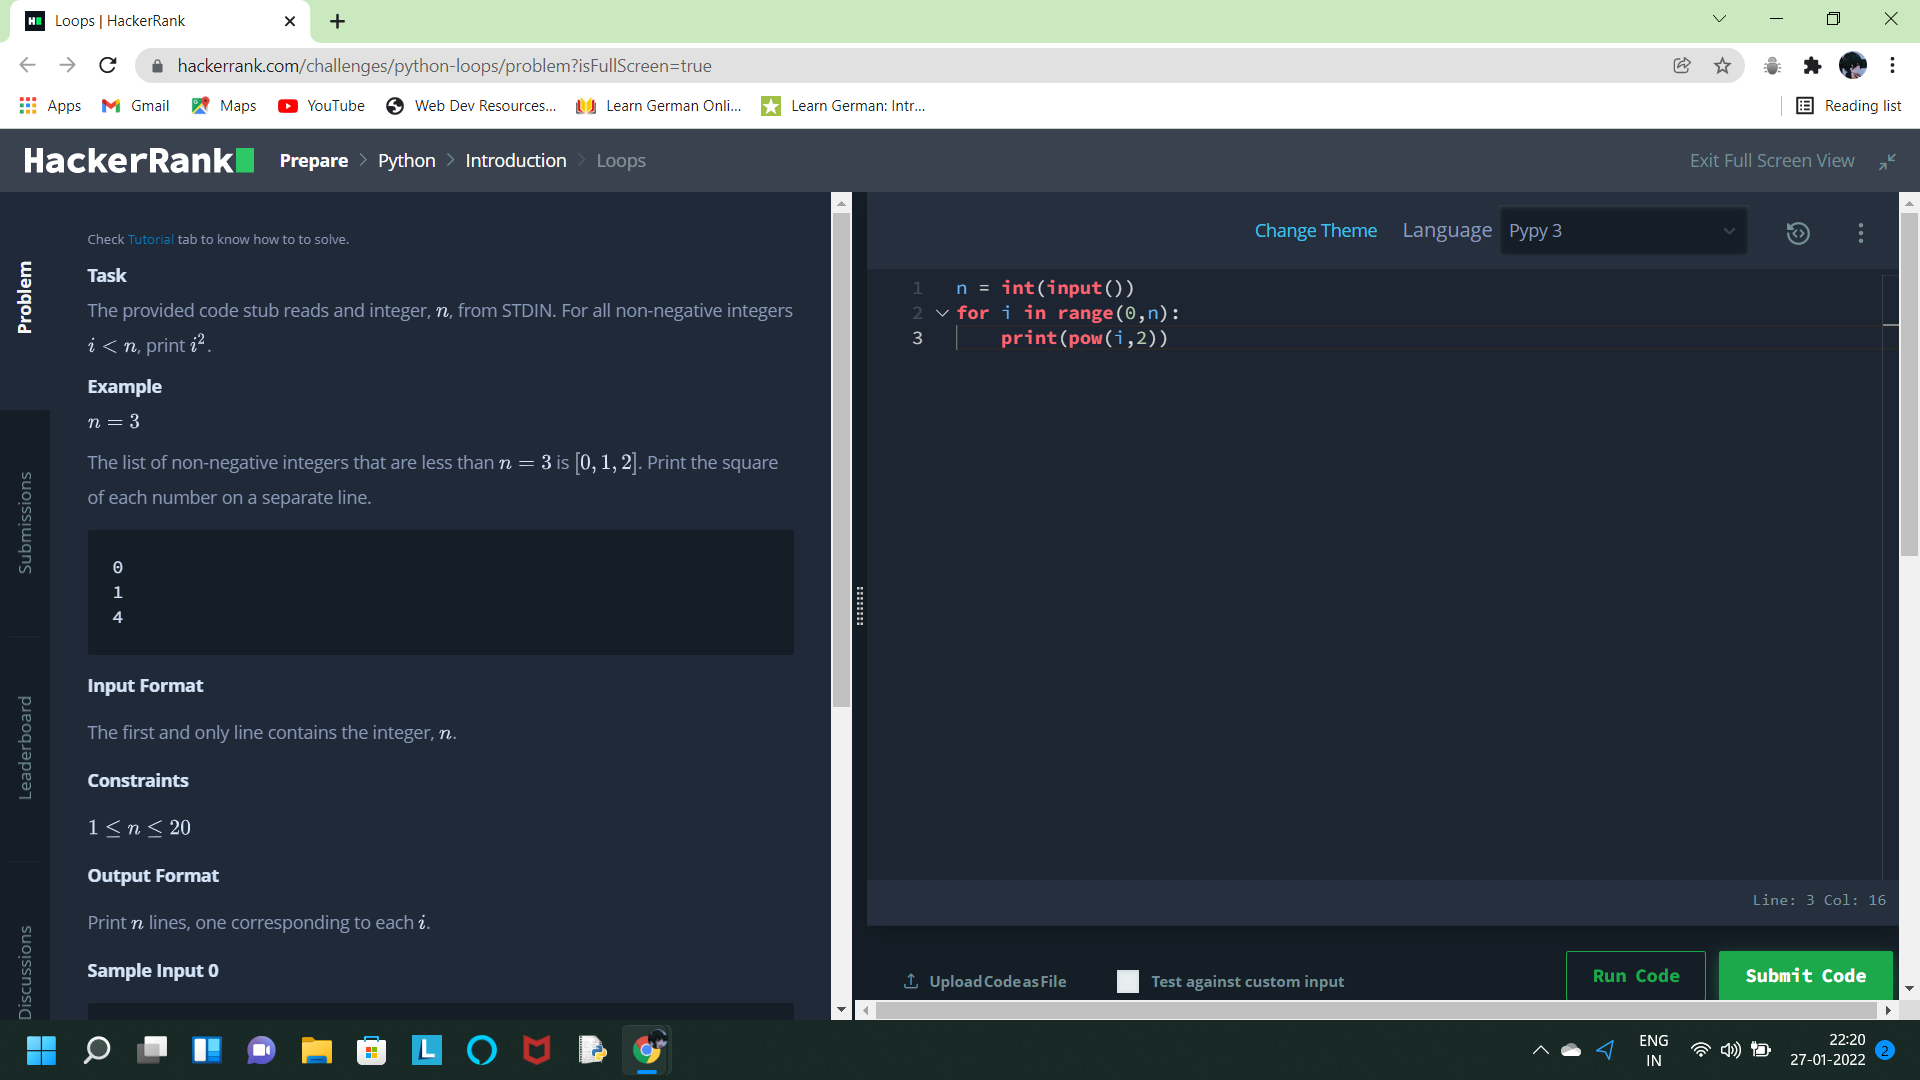 Loops | HackerRank
hackerrank.com/challenges/python-loops/problem?isFullScreen=true
Apps Gmail Maps YouTube Web Dev Resources... Learn German Onli... Learn German: Intr... Reading list
HackerRank Prepare > Python > Introduction > Loops Exit Full Screen View
Problem
Submissions
Leaderboard
Discussions
Check Tutorial tab to know how to to solve.
Task
The provided code stub reads and integer, n, from STDIN. For all non-negative integers
i < n, print i².
Example
n = 3
The list of non-negative integers that are less than n = 3 is [0, 1, 2]. Print the square
of each number on a separate line.
0
1
4
Input Format
The first and only line contains the integer, n.
Constraints
1 ≤ n ≤ 20
Output Format
Print n lines, one corresponding to each i.
Sample Input 0
Change Theme Language Pypy 3
1 n = int(input())
2 for i in range(0,n):
3     print(pow(i,2))
Line: 3 Col: 16
Upload Code as File Test against custom input Run Code Submit Code
ENG
IN
22:20
27-01-2022
2